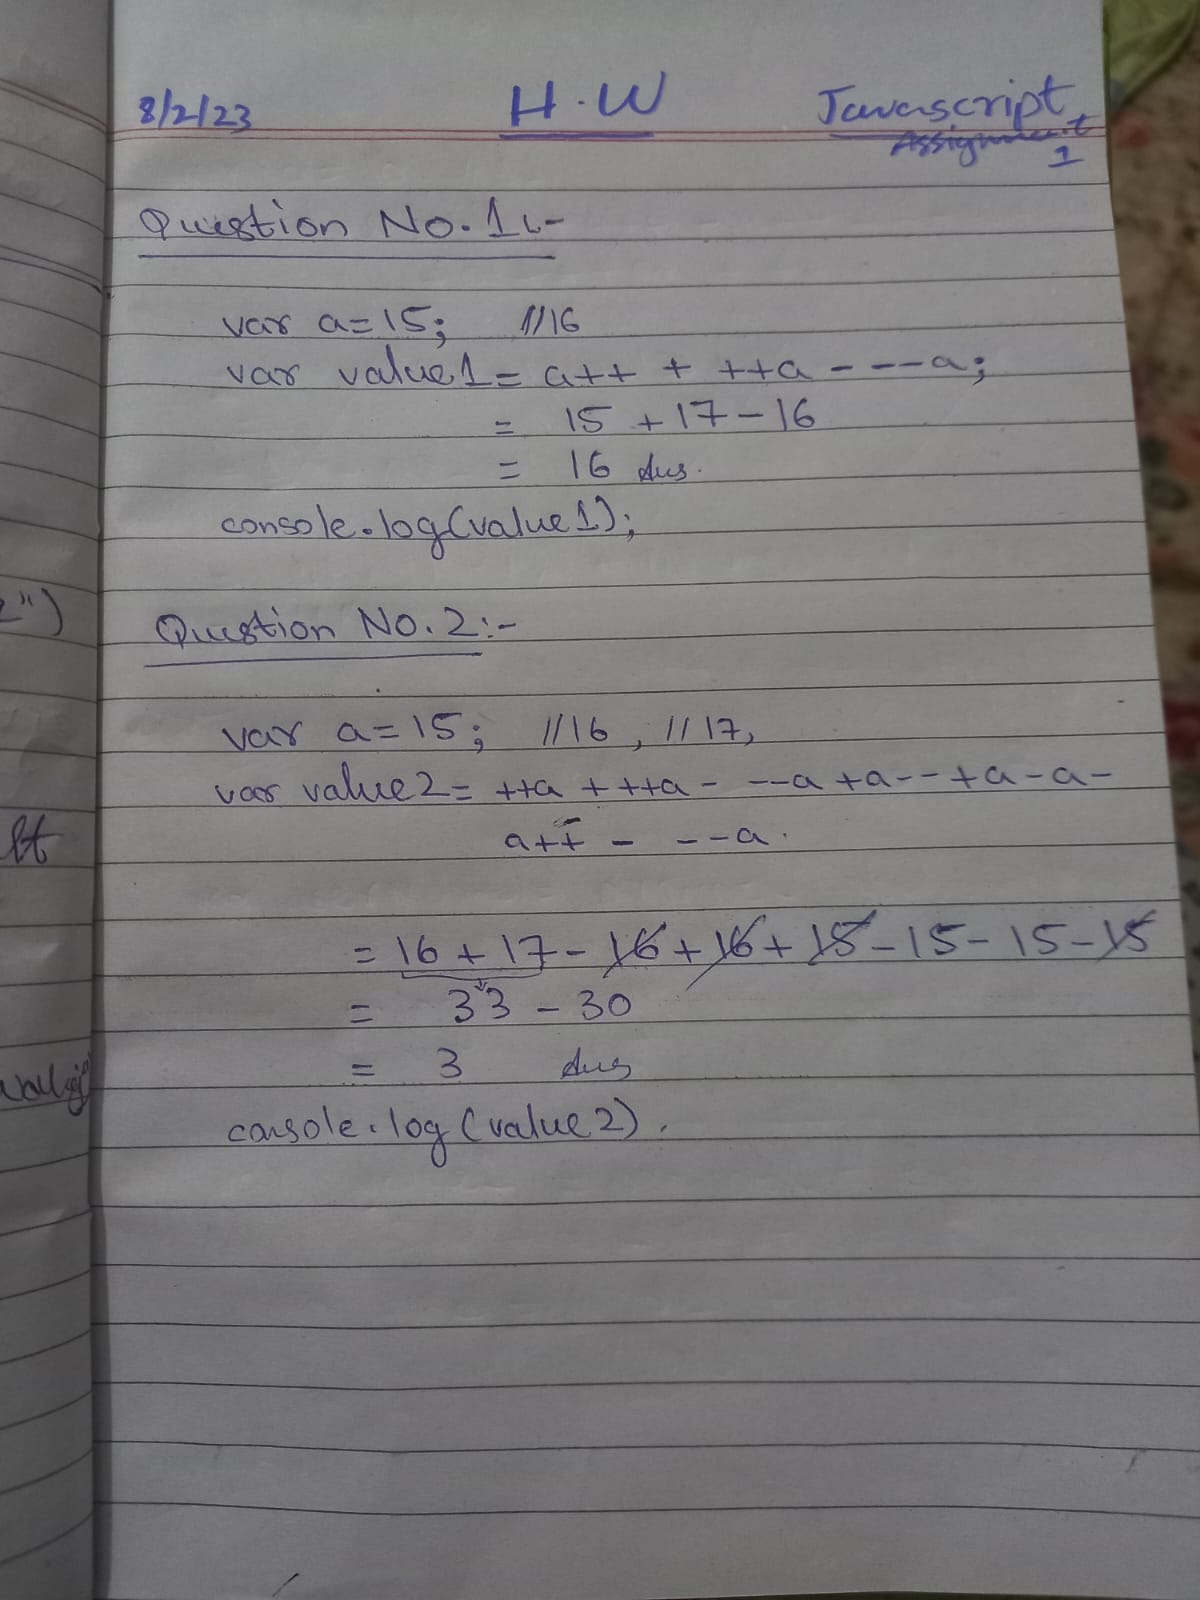 8/2/23 H.W Javascript
Assignment
1
Question No. 1:-
var a=15; //16
var value1 = a++ + ++a - --a;
= 15 + 17 - 16
= 16 Ans.
console.log(value1);
2")
Question No. 2:-
var a=15; //16, //17,
var value2 = ++a + ++a - --a + a-- + a - a -
a++ - --a.
lt
= 16 + 17 - 16 + 16 + 15 - 15 - 15 - 15
= 33 - 30
= 3 Ans
console.log(value2).